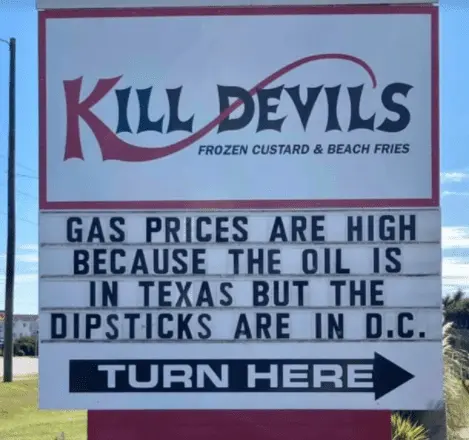 KILL DEVILS
FROZEN CUSTARD & BEACH FRIES
GAS PRICES ARE HIGH
BECAUSE THE OIL IS
IN TEXAS BUT THE
DIPSTICKS ARE IN D.C.
TURN HERE